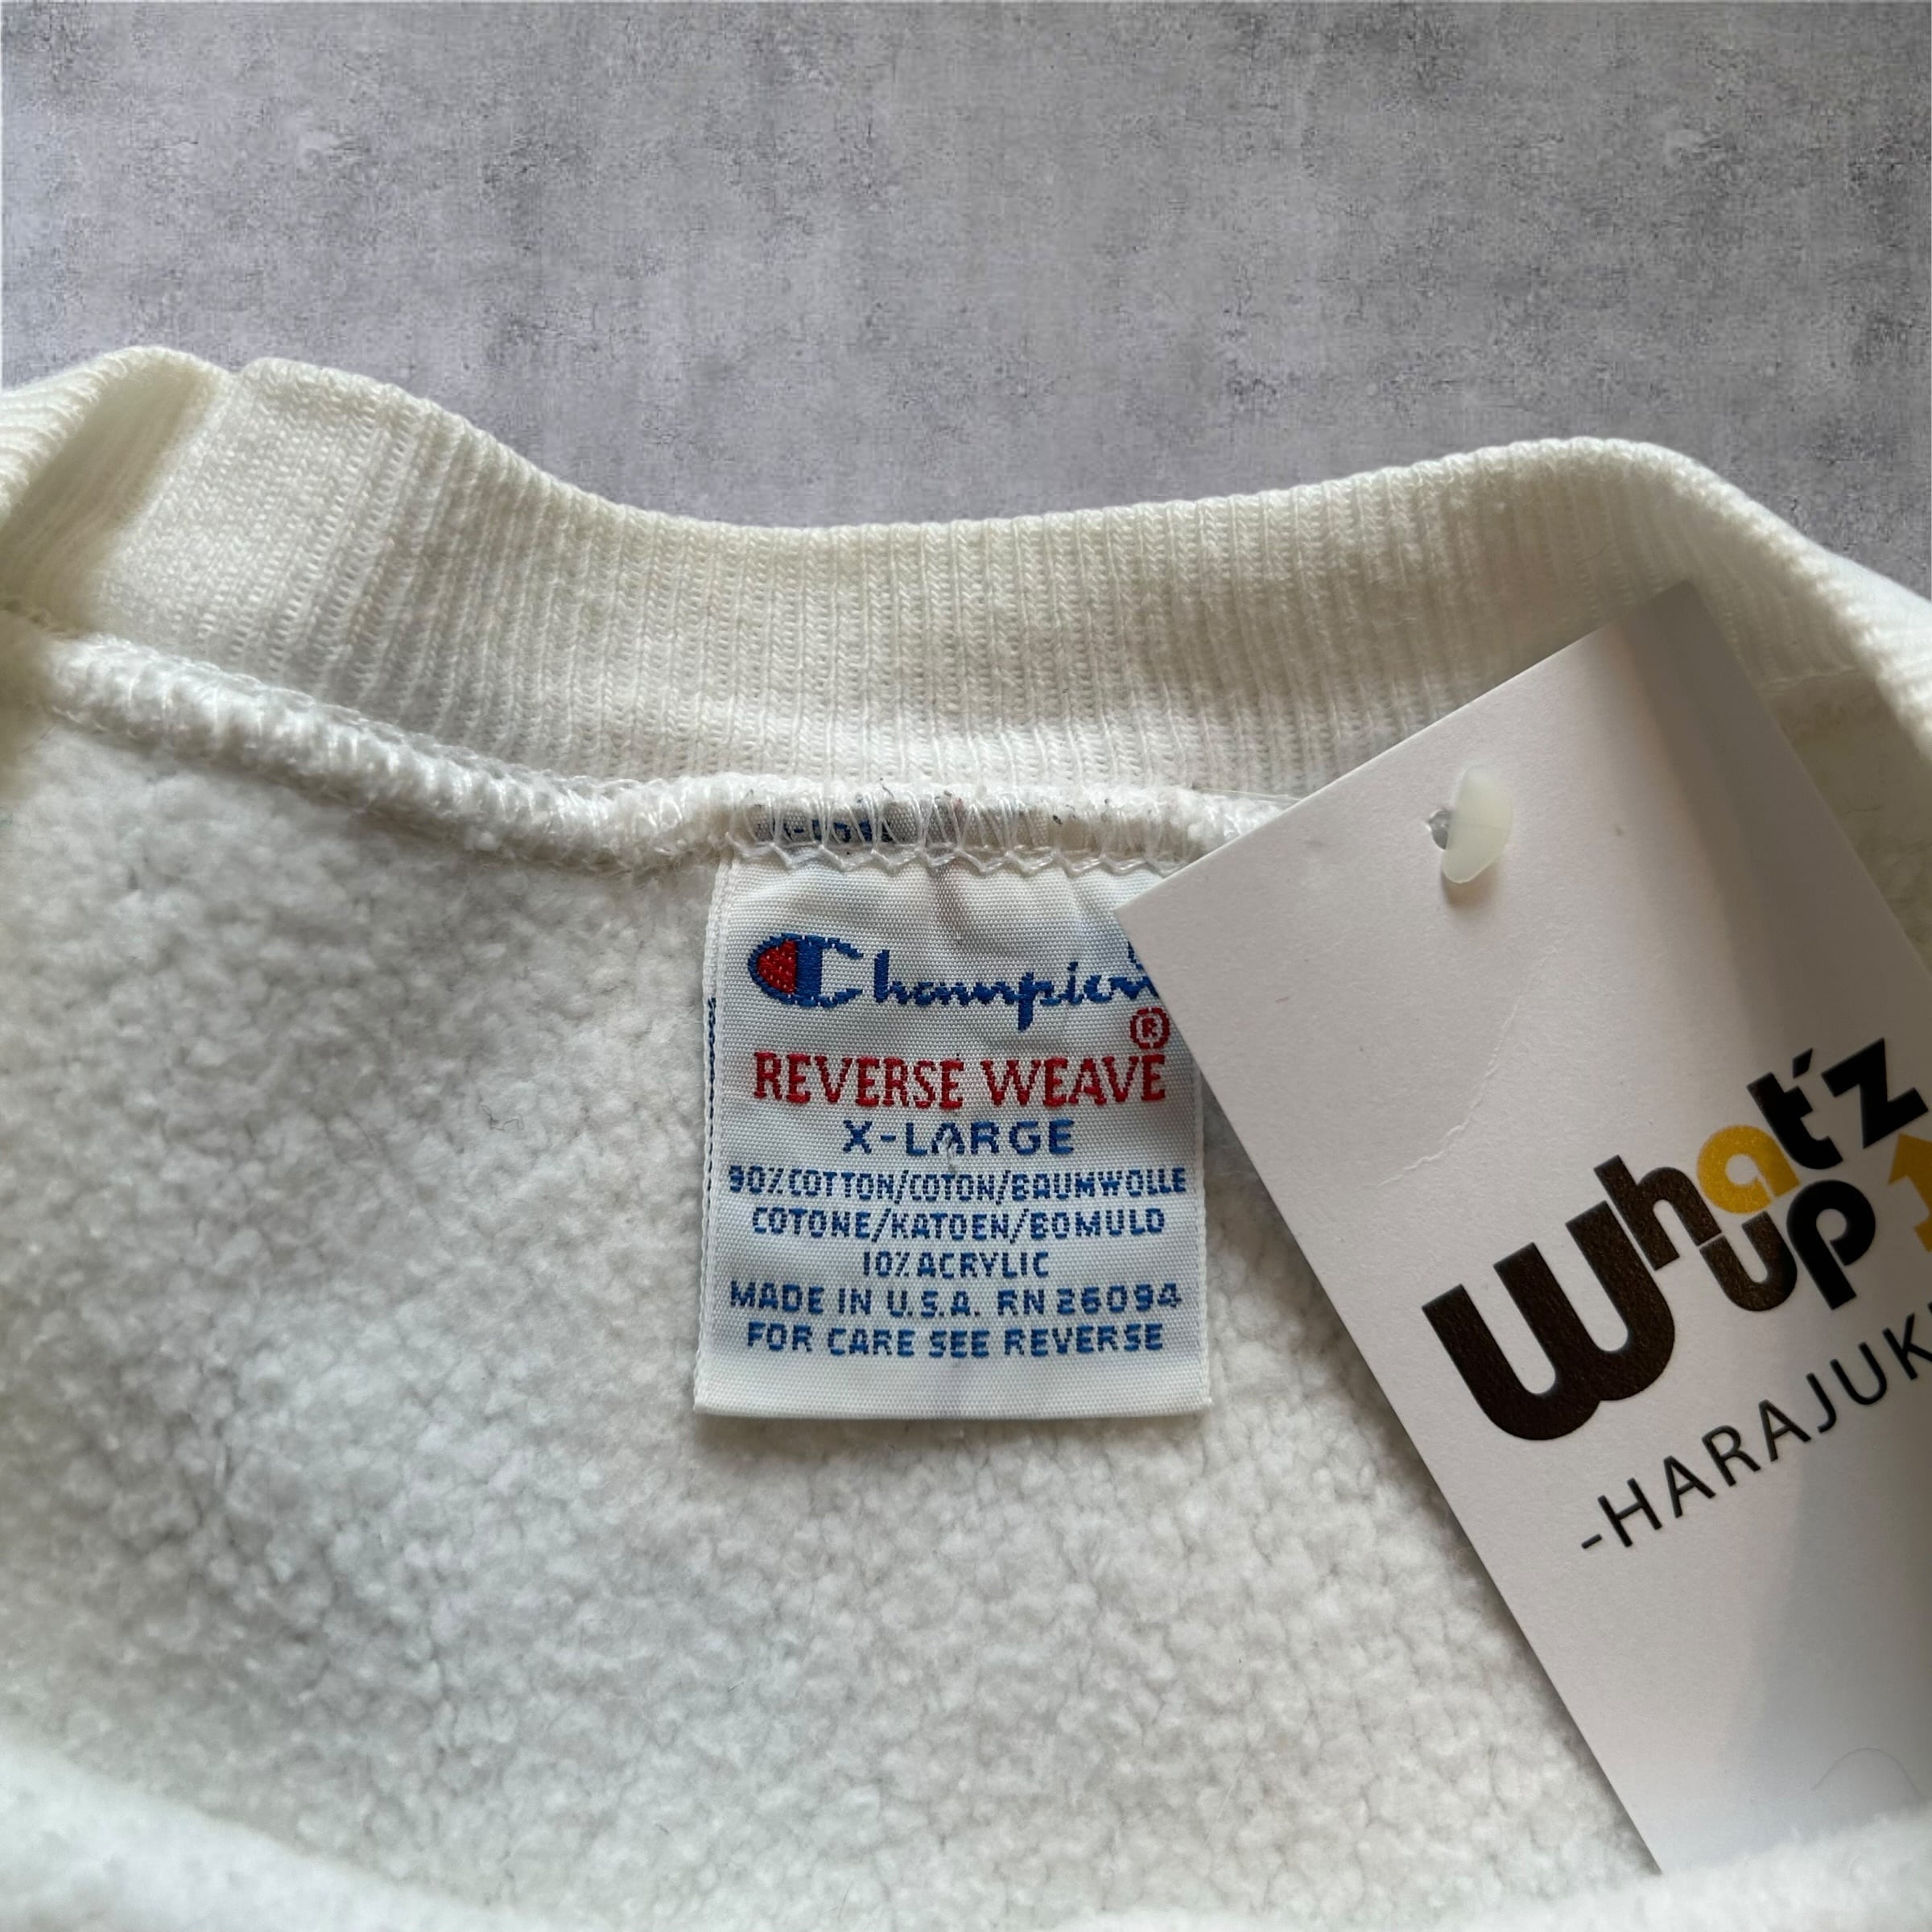 Champion
®
REVERSE WEAVE
X-LARGE
90% COTTON/COTON/BAUMWOLLE
COTONE/KATOEN/BOMULD
10% ACRYLIC
MADE IN U.S.A. RN 26094
FOR CARE SEE REVERSE
What'z
up
-HARAJUK